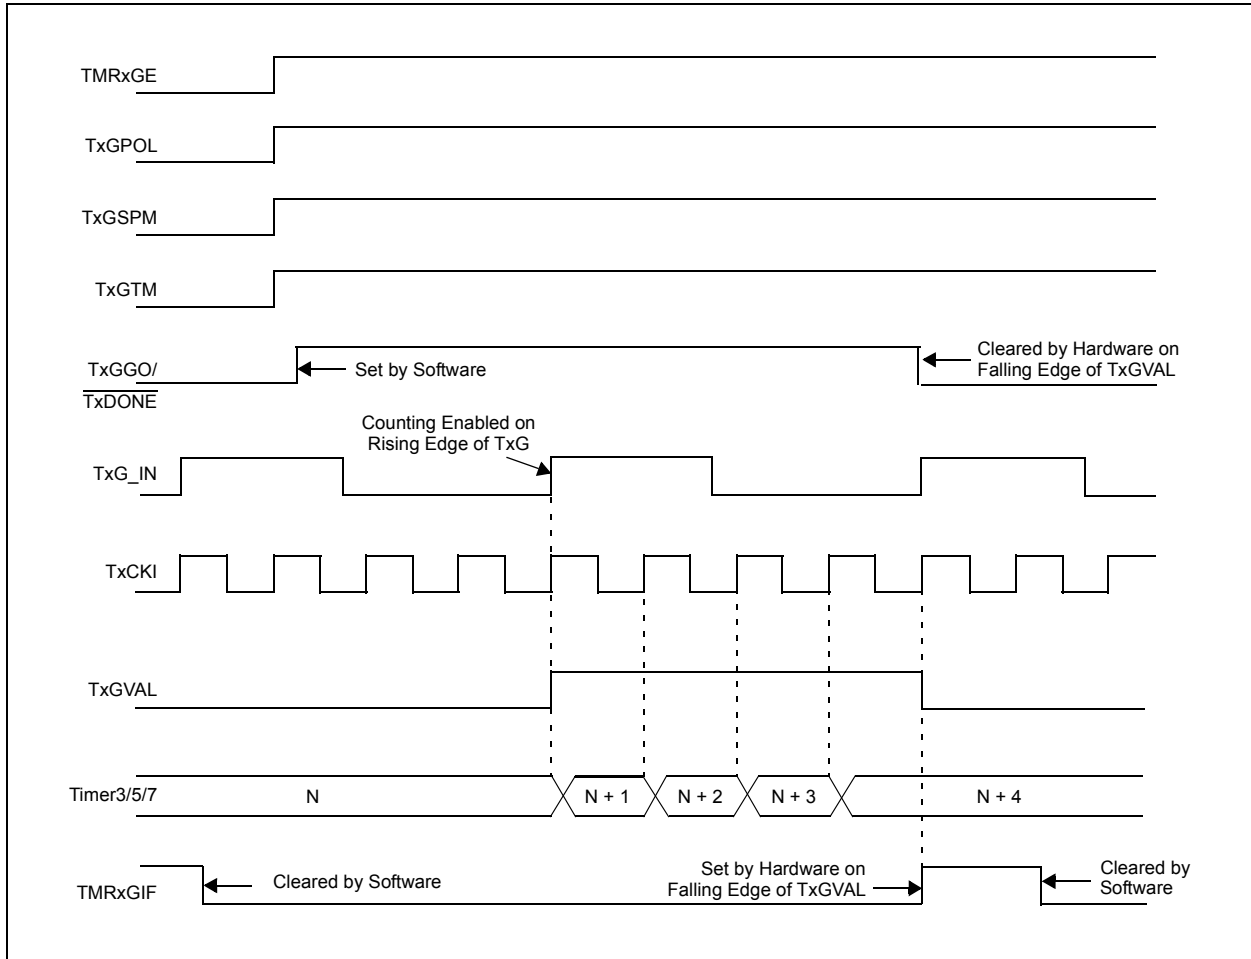 TMRxGE
TxGPOL
TxGSPM
TxGTM
TxGGO/
TxDONE
Set by Software
Cleared by Hardware on
Falling Edge of TxGVAL
Counting Enabled on
Rising Edge of TxG
TxG_IN
TxCKI
TxGVAL
Timer3/5/7
N
N + 1
N + 2
N + 3
N + 4
TMRxGIF
Cleared by Software
Set by Hardware on
Falling Edge of TxGVAL
Cleared by
Software